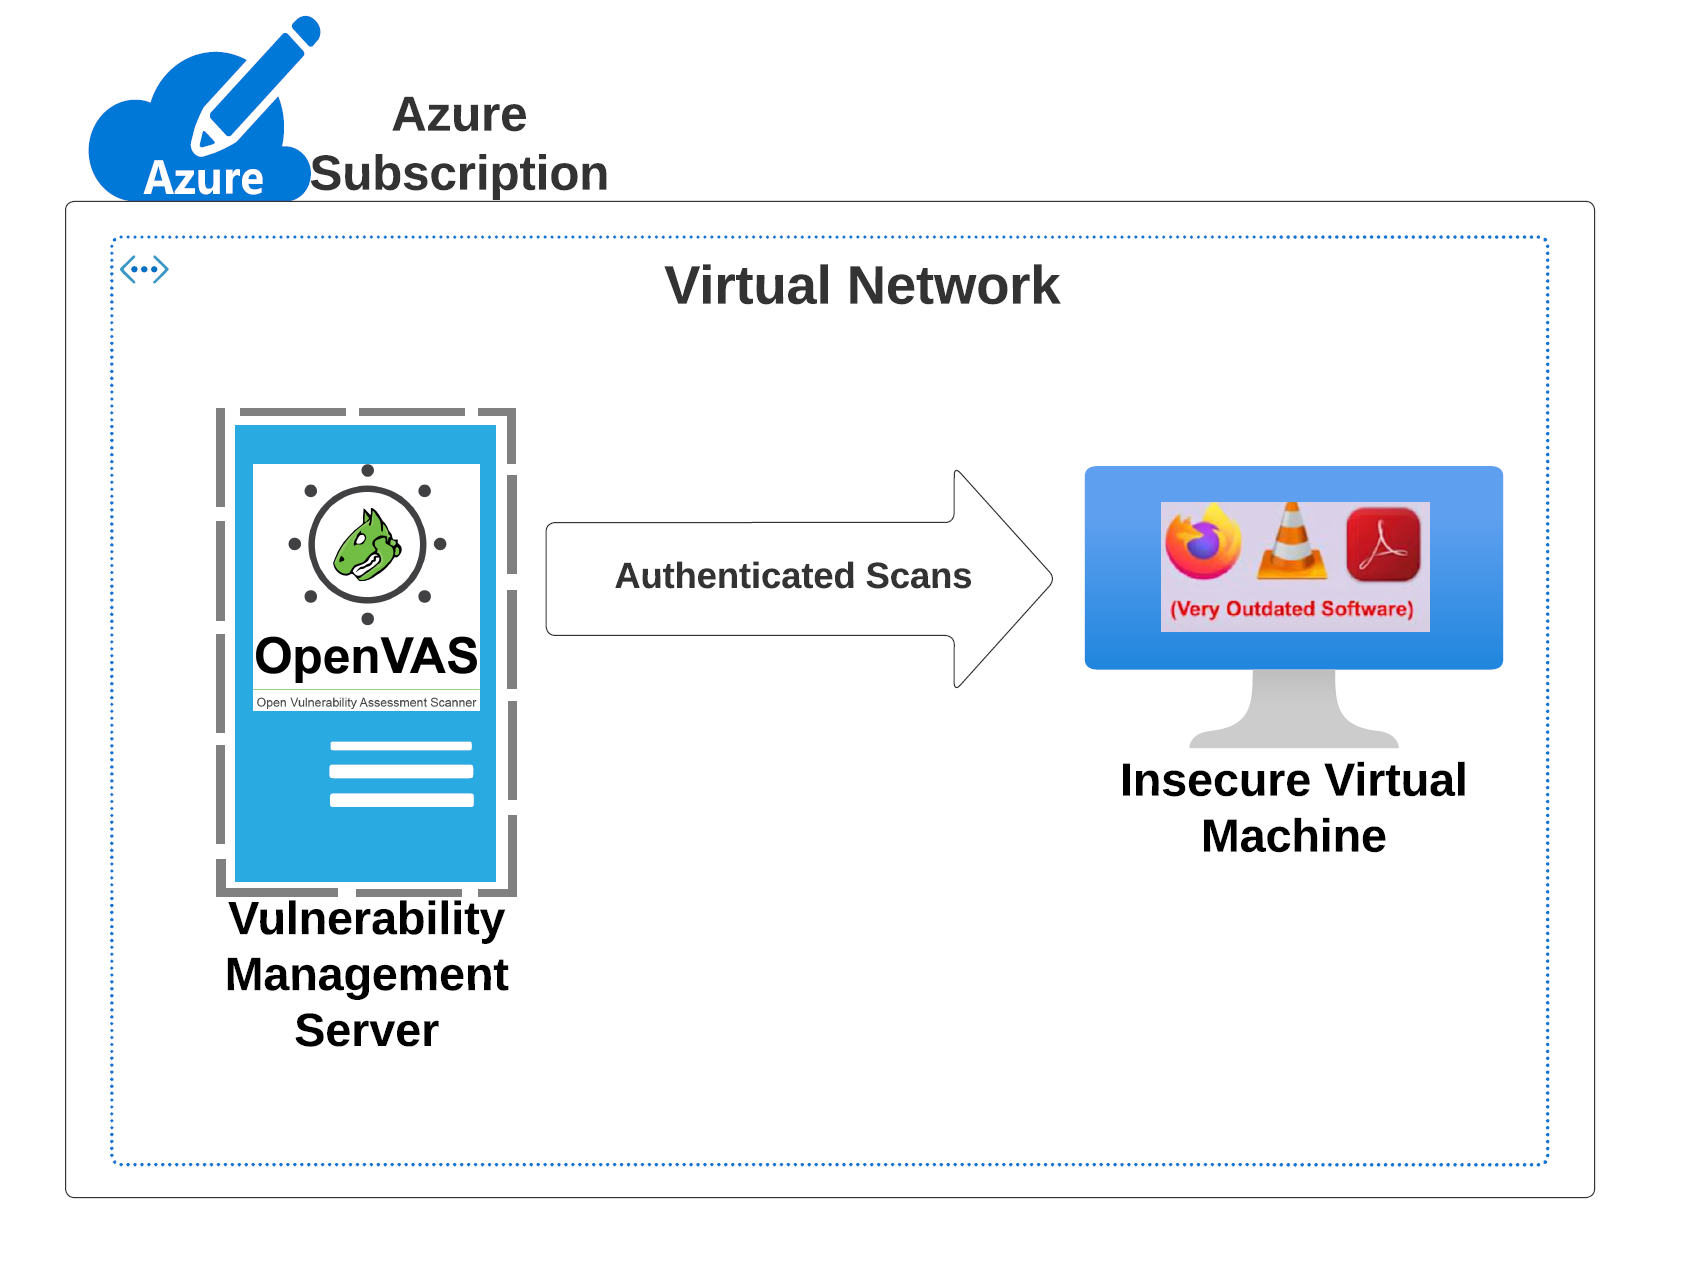 Azure
Azure
Subscription
Virtual Network
OpenVAS
Open Vulnerability Assessment Scanner
Authenticated Scans
(Very Outdated Software)
Insecure Virtual
Machine
Vulnerability
Management
Server